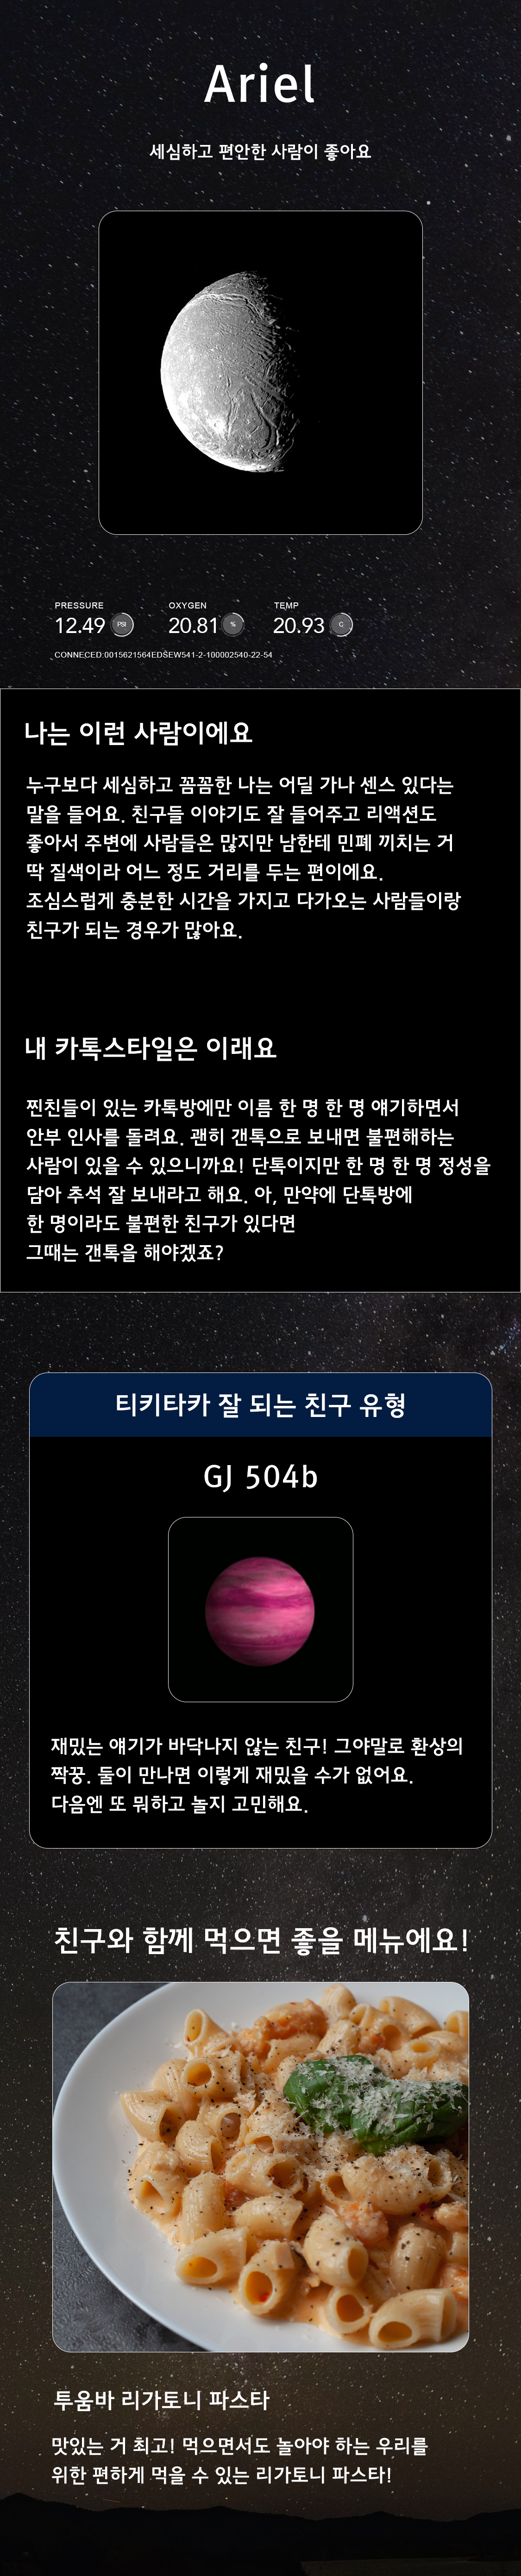 Ariel
세심하고 편안한 사람이 좋아요
PRESSURE OXYGEN TEMP
12.49 PSI 20.81 % 20.93 C
CONNECED:0015621564EDSEW541-2-100002540-22-54
나는 이런 사람이에요
누구보다 세심하고 꼼꼼한 나는 어딜 가나 센스 있다는
말을 들어요. 친구들 이야기도 잘 들어주고 리액션도
좋아서 주변에 사람들은 많지만 남한테 민폐 끼치는 거
딱 질색이라 어느 정도 거리를 두는 편이에요.
조심스럽게 충분한 시간을 가지고 다가오는 사람들이랑
친구가 되는 경우가 많아요.
내 카톡스타일은 이래요
찐친들이 있는 카톡방에만 이름 한 명 한 명 얘기하면서
안부 인사를 돌려요. 괜히 갠톡으로 보내면 불편해하는
사람이 있을 수 있으니까요! 단톡이지만 한 명 한 명 정성을
담아 추석 잘 보내라고 해요. 아, 만약에 단톡방에
한 명이라도 불편한 친구가 있다면
그때는 갠톡을 해야겠죠?
티키타카 잘 되는 친구 유형
GJ 504b
재밌는 얘기가 바닥나지 않는 친구! 그야말로 환상의
짝꿍. 둘이 만나면 이렇게 재밌을 수가 없어요.
다음엔 또 뭐하고 놀지 고민해요.
친구와 함께 먹으면 좋을 메뉴에요!
투움바 리가토니 파스타
맛있는 거 최고! 먹으면서도 놀아야 하는 우리를
위한 편하게 먹을 수 있는 리가토니 파스타!